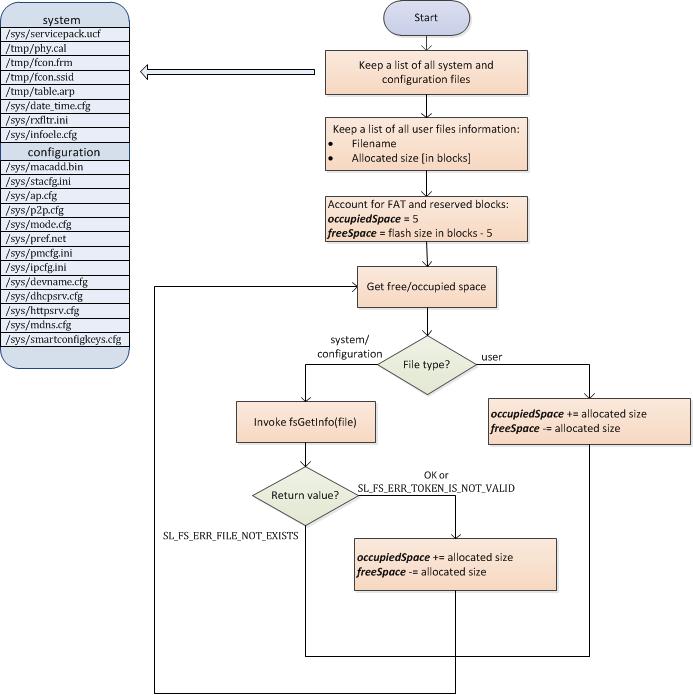 system
/sys/servicepack.ucf
/tmp/phy.cal
/tmp/fcon.frm
/tmp/fcon.ssid
/tmp/table.arp
/sys/date_time.cfg
/sys/rxfltr.ini
/sys/infoele.cfg
configuration
/sys/macadd.bin
/sys/stacfg.ini
/sys/ap.cfg
/sys/p2p.cfg
/sys/mode.cfg
/sys/pref.net
/sys/pmcfg.ini
/sys/ipcfg.ini
/sys/devname.cfg
/sys/dhcpsrv.cfg
/sys/httpsrv.cfg
/sys/mdns.cfg
/sys/smartconfigkeys.cfg
Start
Keep a list of all system and
configuration files
Keep a list of all user files information:
• Filename
• Allocated size [in blocks]
Account for FAT and reserved blocks:
occupiedSpace = 5
freeSpace = flash size in blocks - 5
Get free/occupied space
File type?
system/
configuration
user
Invoke fsGetInfo(file)
occupiedSpace += allocated size
freeSpace -= allocated size
Return value?
OK or
SL_FS_ERR_TOKEN_IS_NOT_VALID
SL_FS_ERR_FILE_NOT_EXISTS
occupiedSpace += allocated size
freeSpace -= allocated size